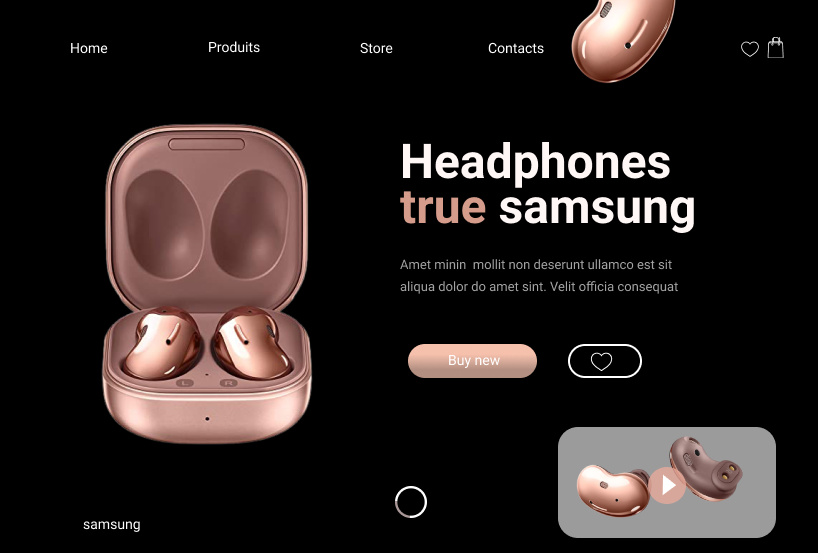 Home
Produits
Store
Contacts
Headphones
true samsung
Amet minin mollit non deserunt ullamco est sit
aliqua dolor do amet sint. Velit officia consequat
Buy new
L
R
samsung